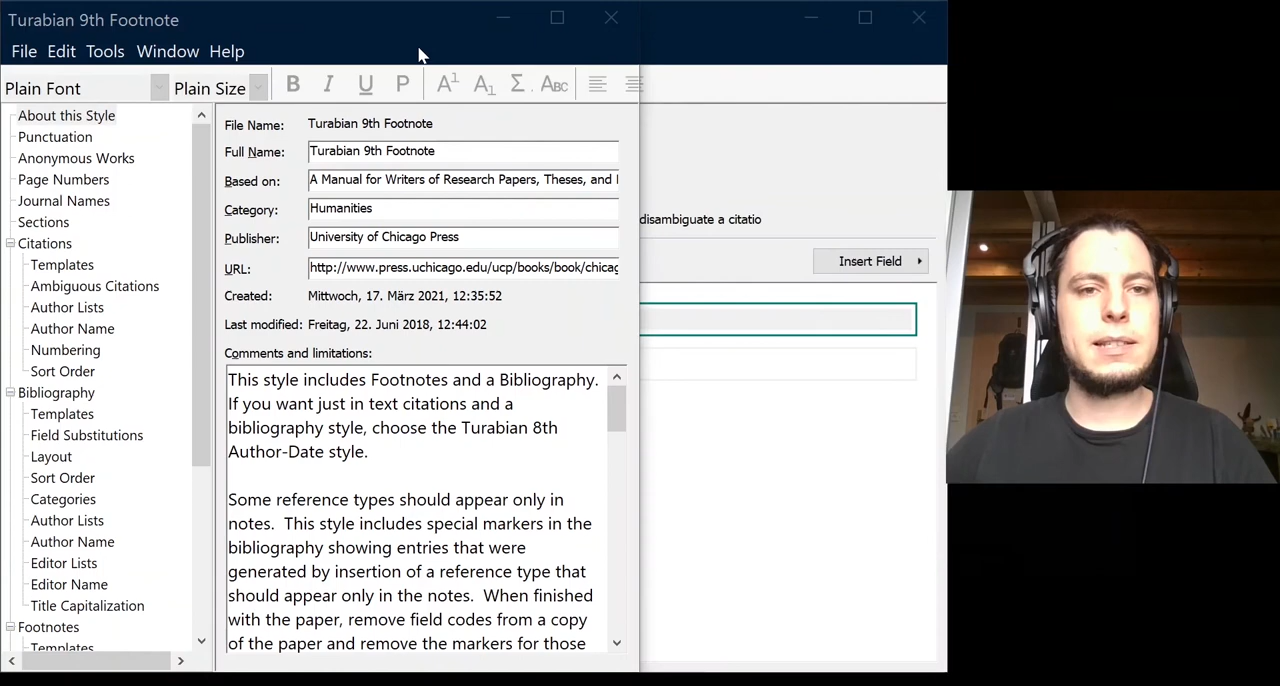 Turabian 9th Footnote
File Edit Tools Window Help
Plain Font Plain Size B I U P A1 A1 Σ ABC
About this Style
Punctuation
Anonymous Works
Page Numbers
Journal Names
Sections
Citations
Templates
Ambiguous Citations
Author Lists
Author Name
Numbering
Sort Order
Bibliography
Templates
Field Substitutions
Layout
Sort Order
Categories
Author Lists
Author Name
Editor Lists
Editor Name
Title Capitalization
Footnotes
Templates
File Name: Turabian 9th Footnote
Full Name: Turabian 9th Footnote
Based on: A Manual for Writers of Research Papers, Theses, and
Category: Humanities
Publisher: University of Chicago Press
URL: http://www.press.uchicago.edu/ucp/books/book/chicag
Created: Mittwoch, 17. März 2021, 12:35:52
Last modified: Freitag, 22. Juni 2018, 12:44:02
Comments and limitations:
This style includes Footnotes and a Bibliography.
If you want just in text citations and a
bibliography style, choose the Turabian 8th
Author-Date style.
Some reference types should appear only in
notes. This style includes special markers in the
bibliography showing entries that were
generated by insertion of a reference type that
should appear only in the notes. When finished
with the paper, remove field codes from a copy
of the paper and remove the markers for those
disambiguate a citatio
Insert Field